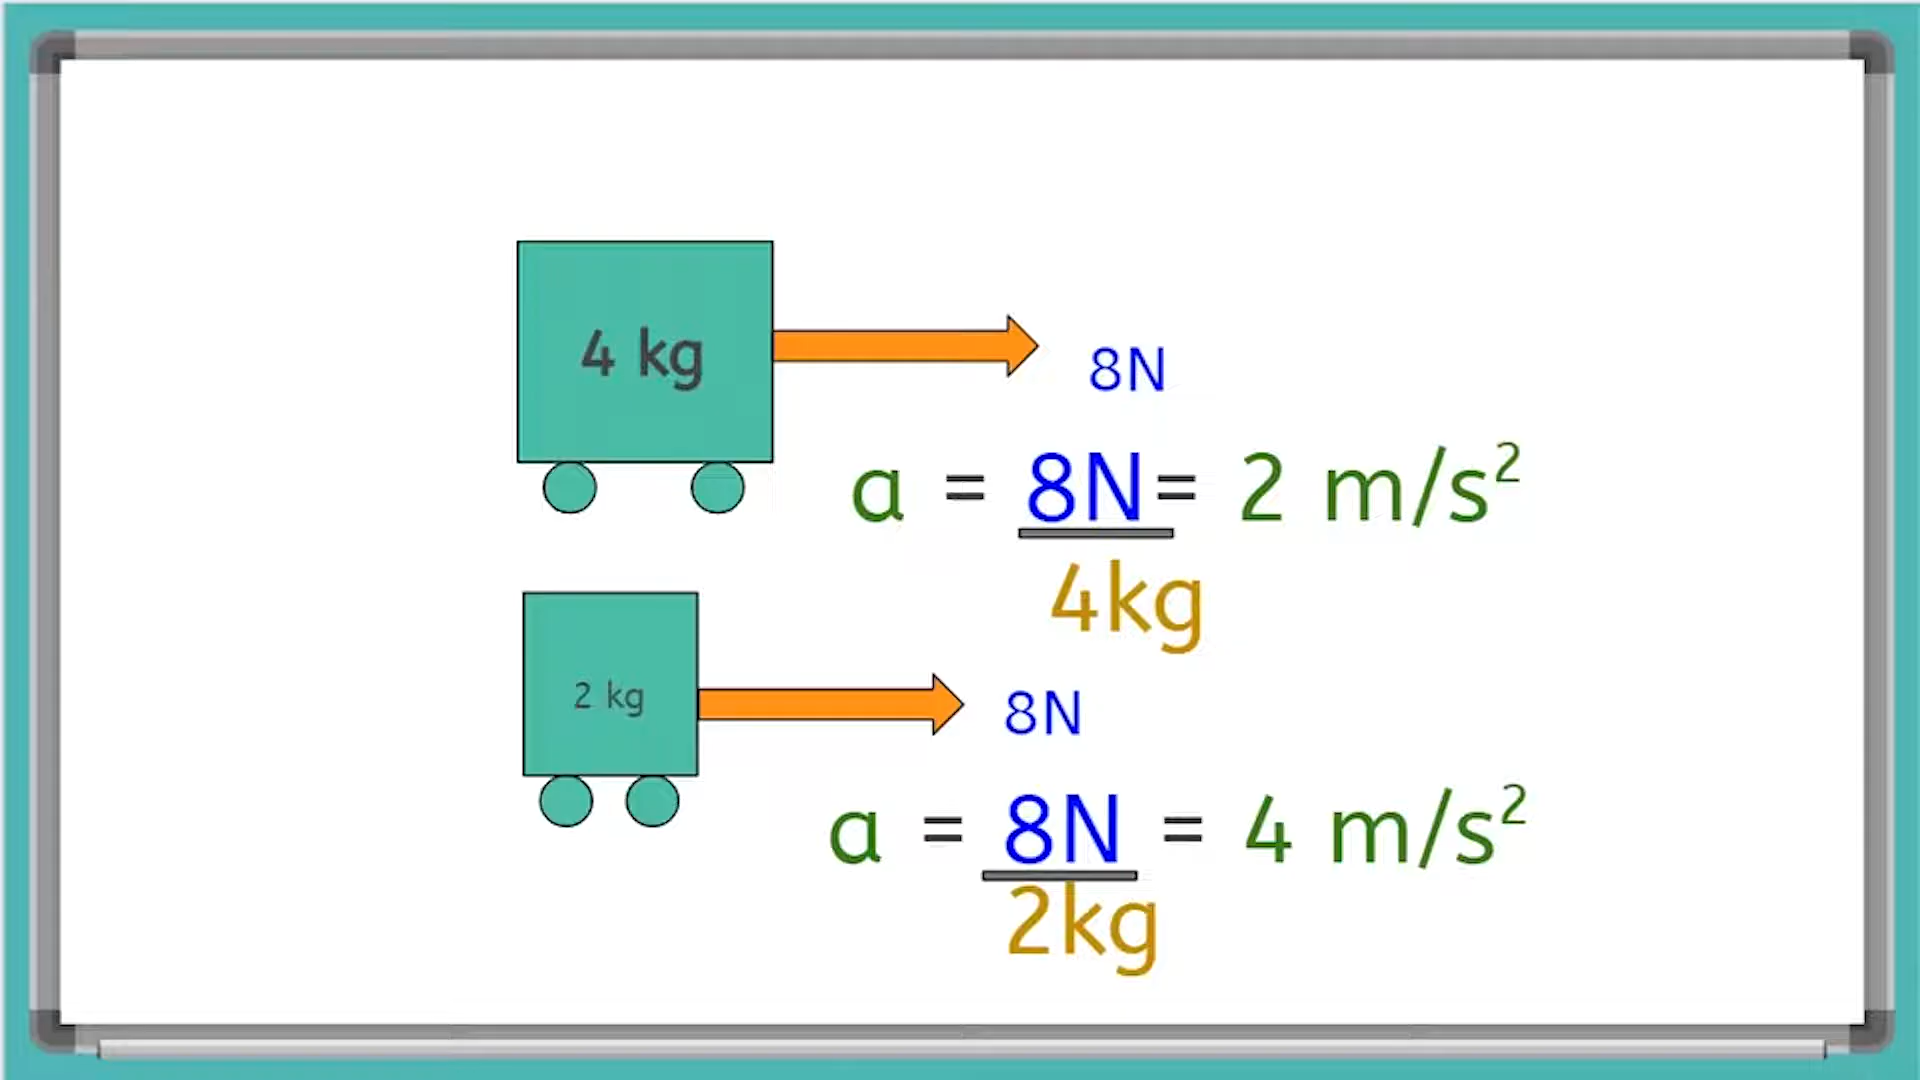 4 kg
8N
a = 8N = 2 m/s²
4kg
2 kg
8N
a = 8N = 4 m/s²
2kg